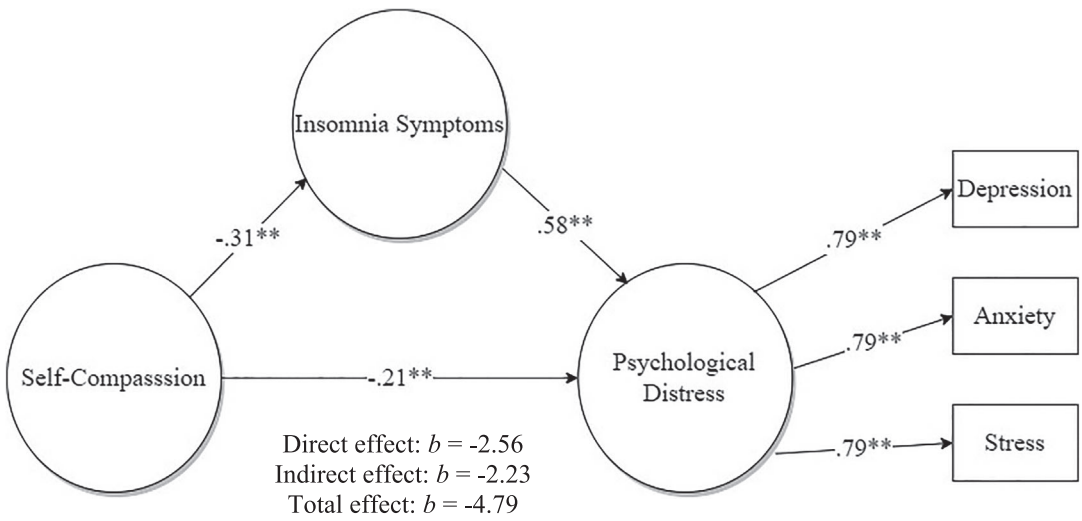 Insomnia Symptoms
-.31**
.58**
Self-Compasssion
-.21**
Psychological
Distress
.79**
Depression
.79**
Anxiety
.79**
Stress
Direct effect: b = -2.56
Indirect effect: b = -2.23
Total effect: b = -4.79